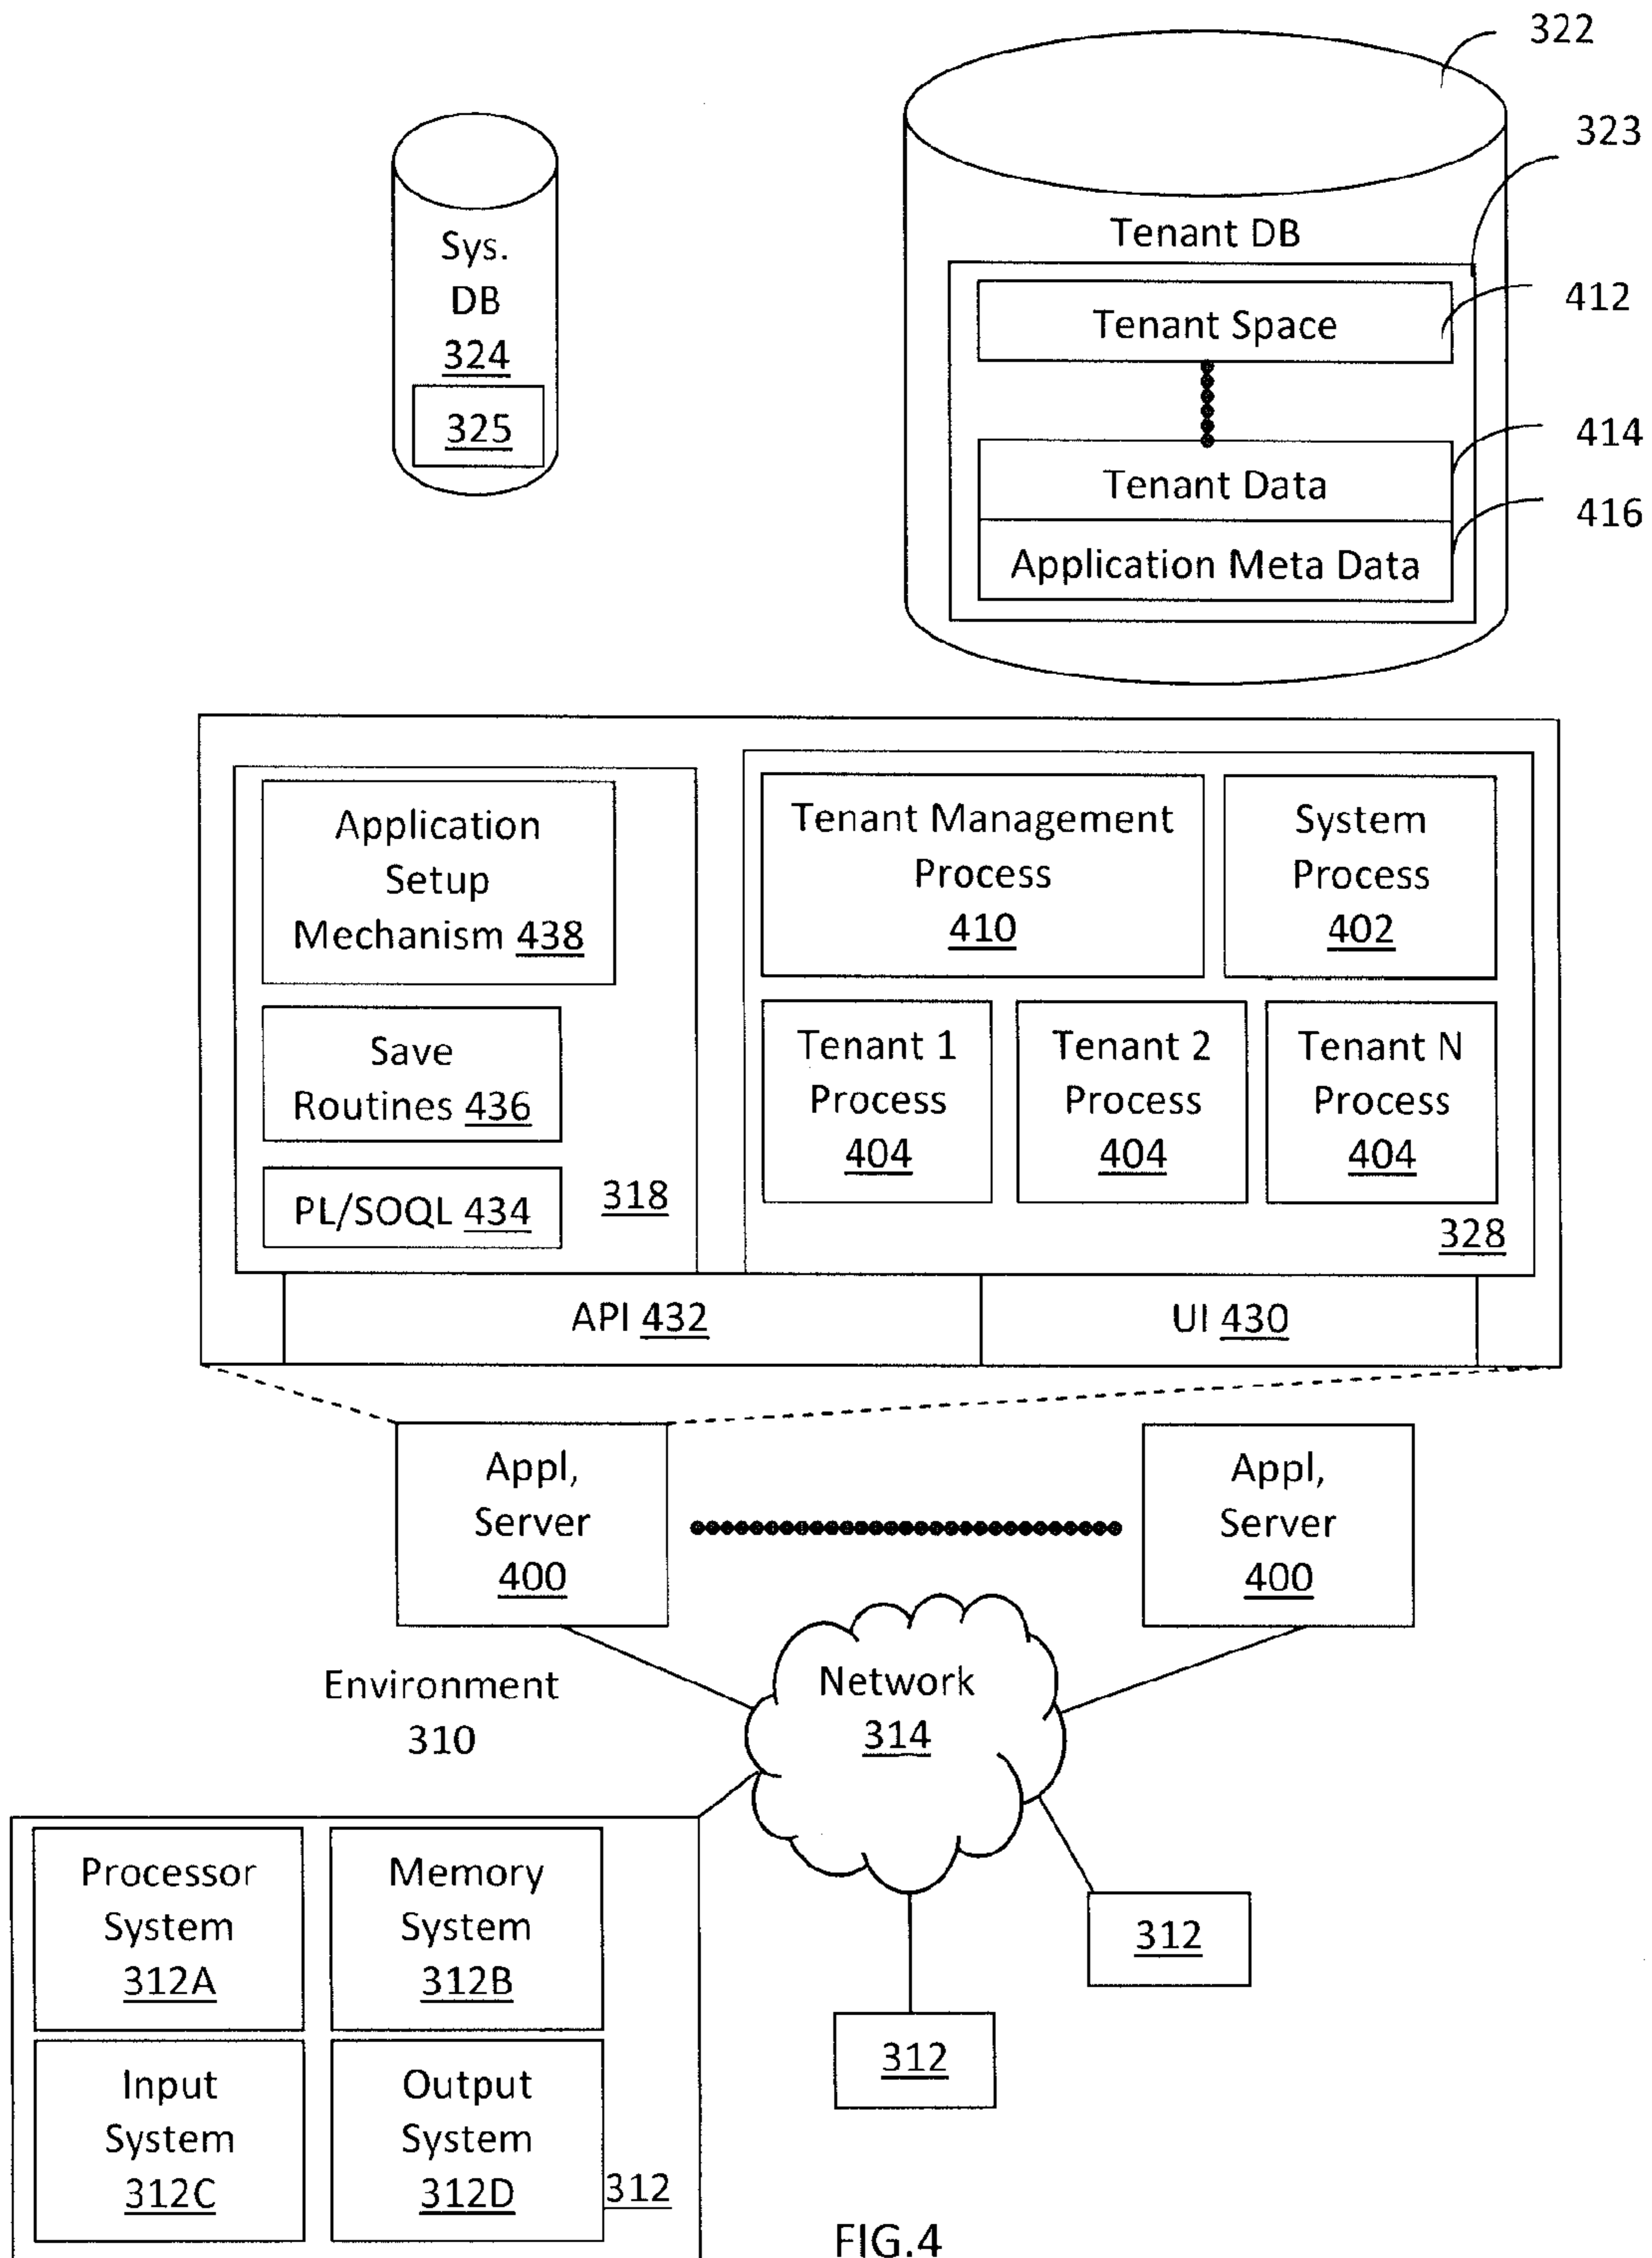 322
323
Sys.
DB
324
325
Tenant DB
Tenant Space
412
Tenant Data
414
Application Meta Data
416
Application
Setup
Mechanism 438
Save
Routines 436
PL/SOQL 434
318
Tenant Management
Process
410
System
Process
402
Tenant 1
Process
404
Tenant 2
Process
404
Tenant N
Process
404
328
API 432
UI 430
Appl,
Server
400
Appl,
Server
400
Environment
310
Network
314
Processor
System
312A
Memory
System
312B
Input
System
312C
Output
System
312D
312
312
312
FIG.4